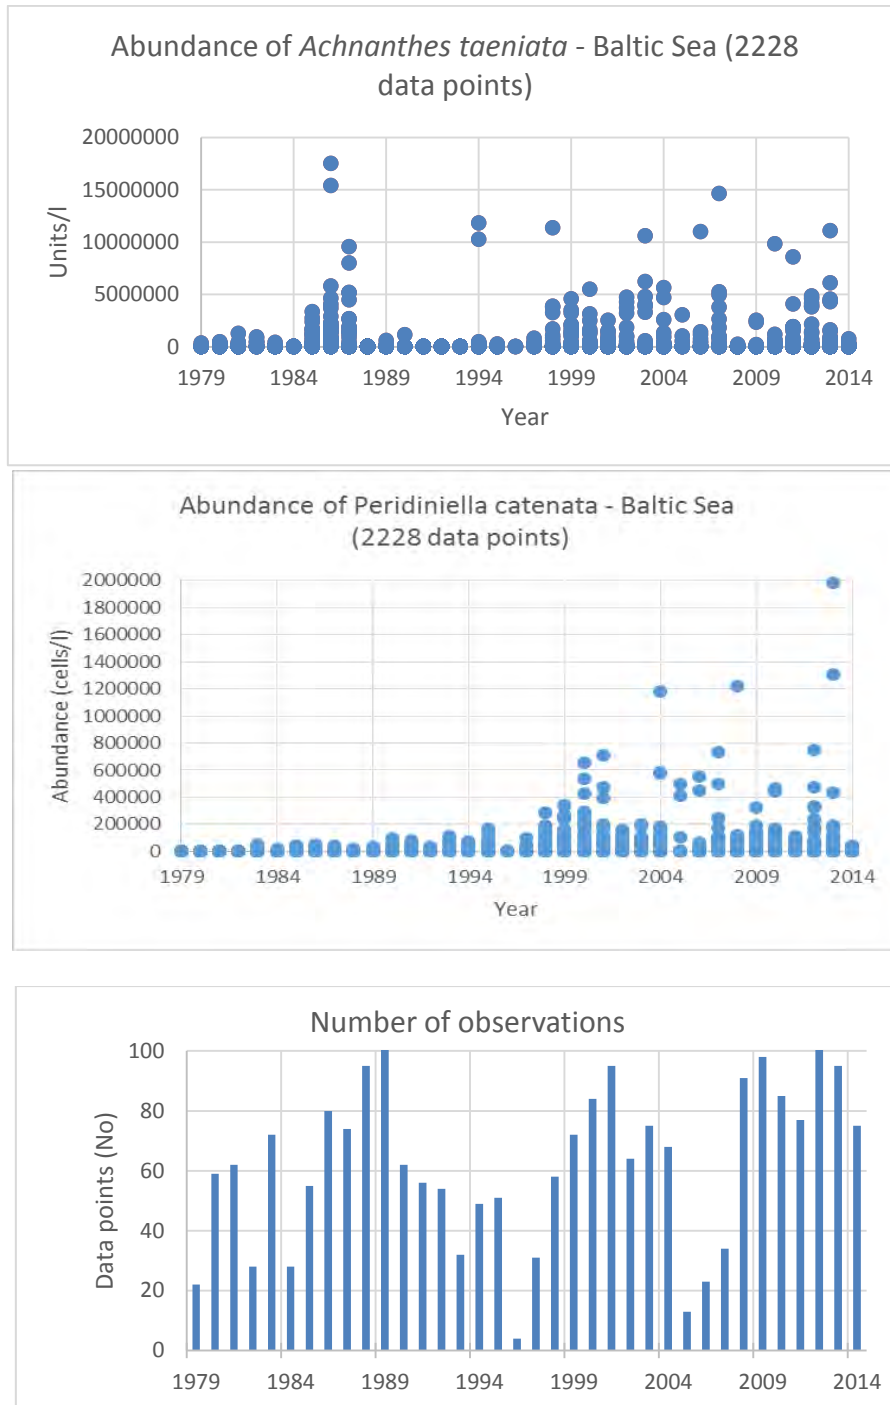 Abundance of Achnanthes taeniata - Baltic Sea (2228
data points)
20000000
15000000
10000000
5000000
0
Units/l
1979 1984 1989 1994 1999 2004 2009 2014
Year
Abundance of Peridiniella catenata - Baltic Sea
(2228 data points)
2000000
1800000
1600000
1400000
1200000
1000000
800000
600000
400000
200000
0
Abundance (cells/l)
1979 1984 1989 1994 1999 2004 2009 2014
Year
Number of observations
100
80
60
40
20
0
Data points (No)
1979 1984 1989 1994 1999 2004 2009 2014